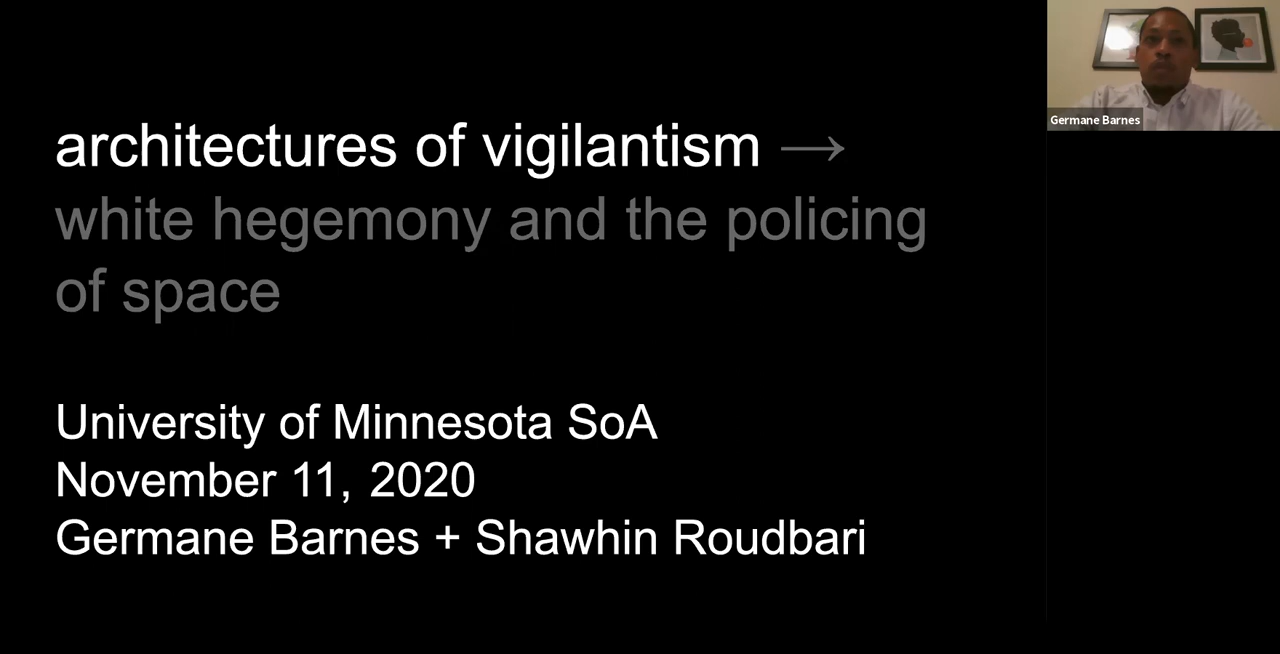 architectures of vigilantism →
white hegemony and the policing
of space
University of Minnesota SoA
November 11, 2020
Germane Barnes + Shawhin Roudbari
Germane Barnes